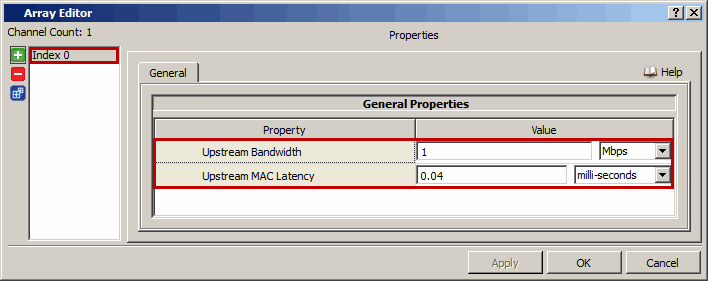 Array Editor
Channel Count: 1
Properties
Index 0
General
Help
General Properties
Property Value
Upstream Bandwidth 1 Mbps
Upstream MAC Latency 0.04 milli-seconds
Apply OK Cancel